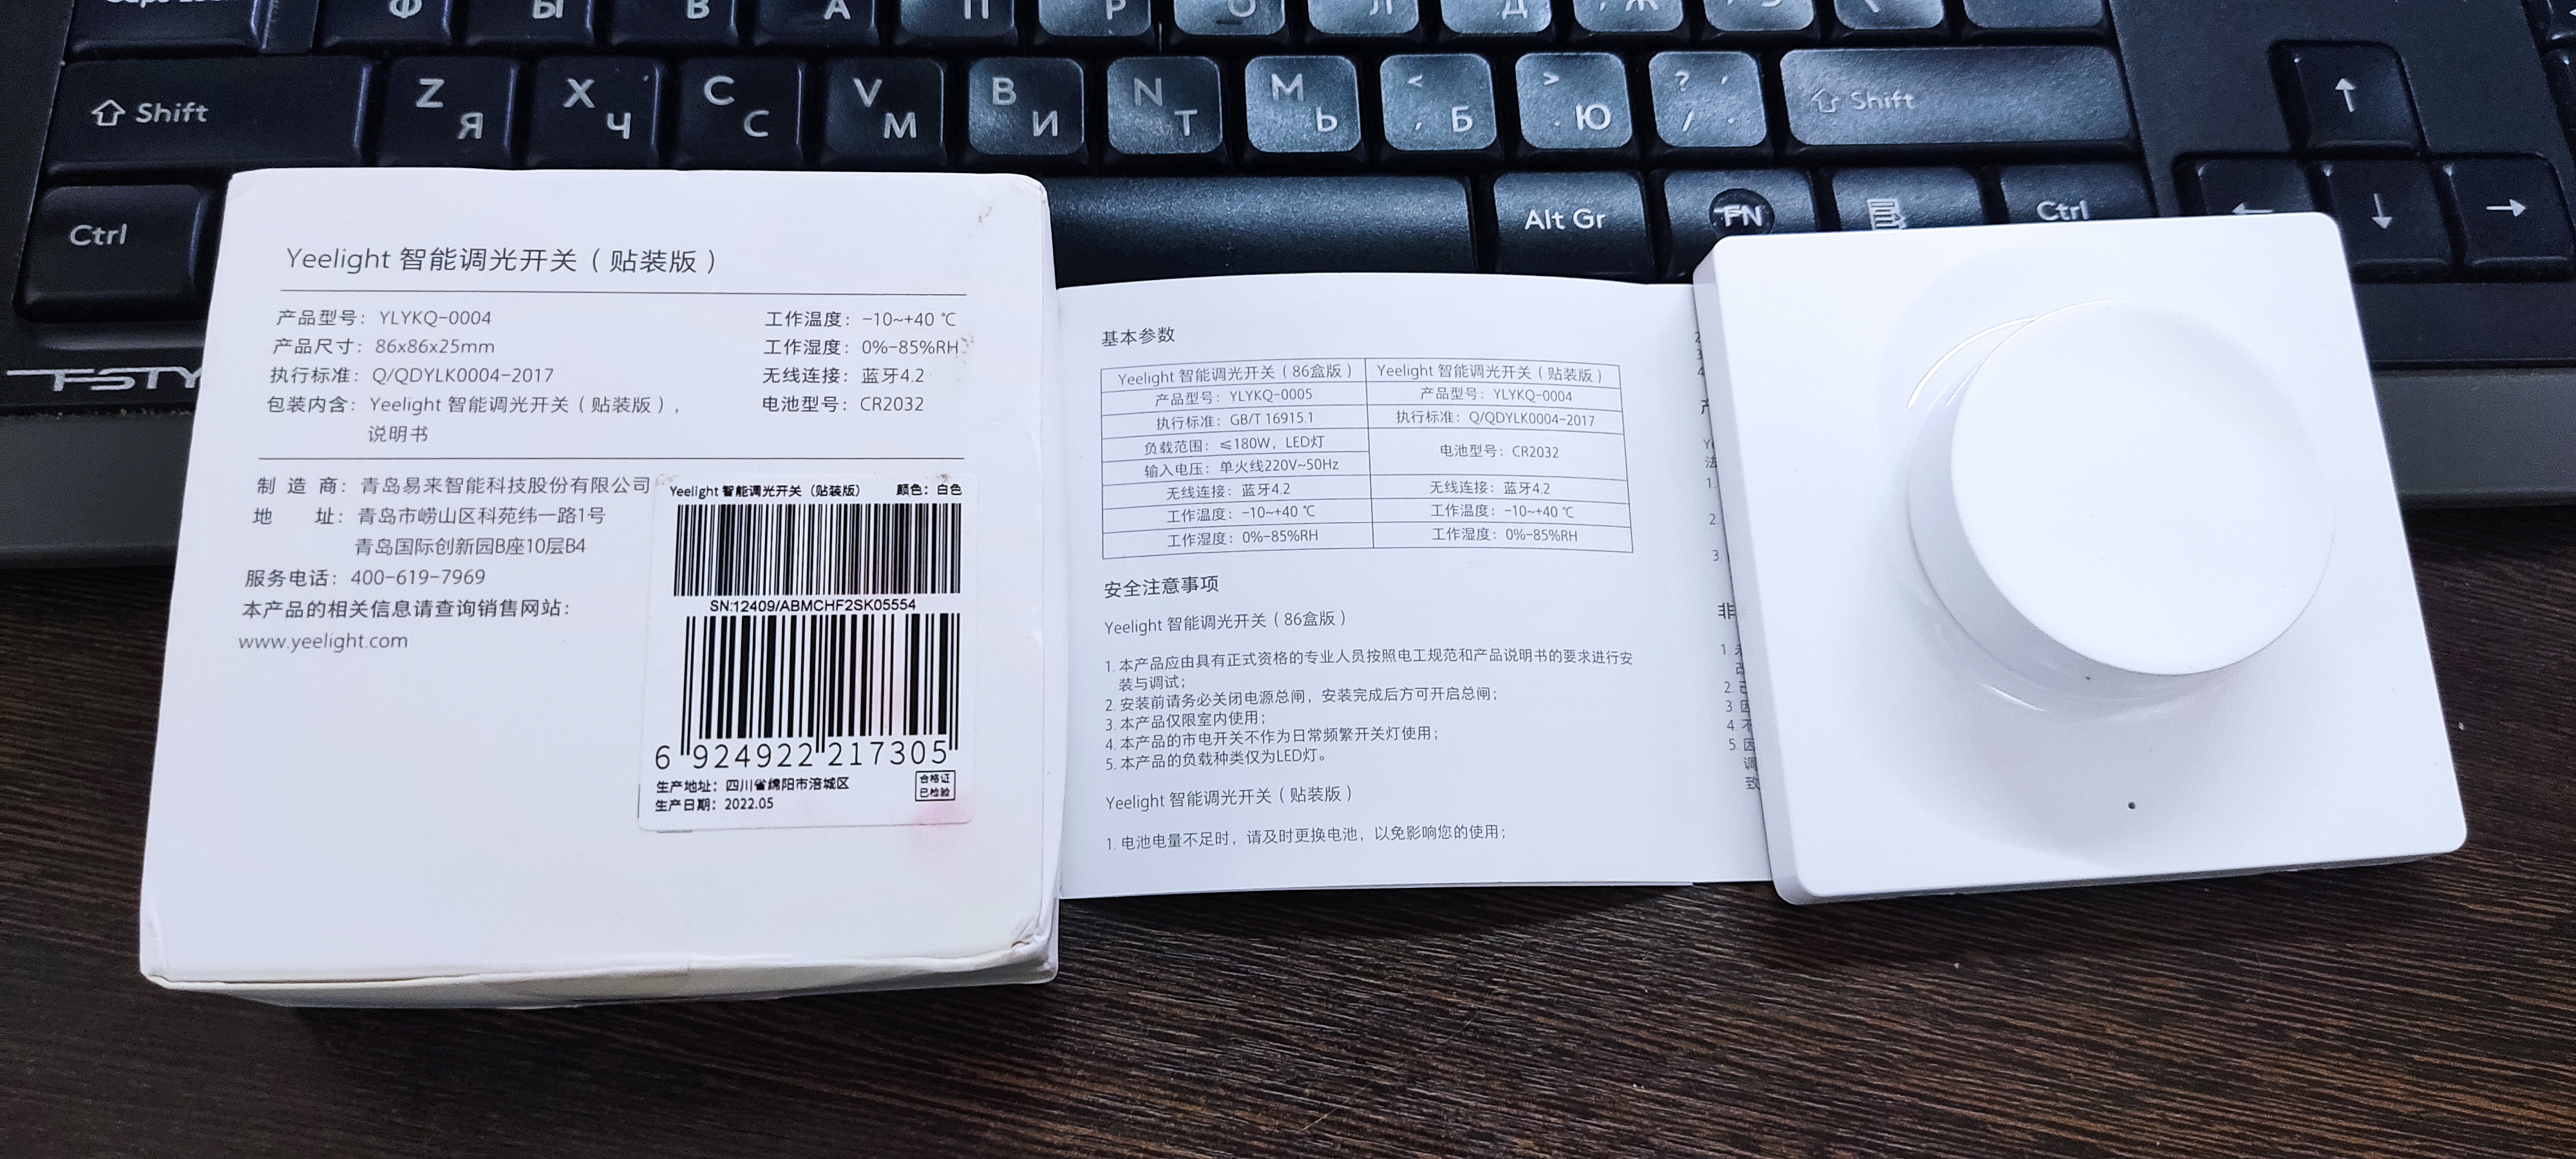 Ф
Ы
В
А
П
Р
О
Л
Д
Ж
Shift
Z Я
X Ч
C С
V М
B И
N Т
M Ь
< , Б
> . Ю
? , / .
Shift
Ctrl
Alt Gr
FN
Ctrl
Yeelight 智能调光开关（贴装版）
产品型号：YLYKQ-0004
产品尺寸：86x86x25mm
执行标准：Q/QDYLK0004-2017
包装内含：Yeelight 智能调光开关（贴装版），
说明书
工作温度：-10~+40 ℃
工作湿度：0%-85%RH
无线连接：蓝牙4.2
电池型号：CR2032
制 造 商：青岛易来智能科技股份有限公司
地 址：青岛市崂山区科苑纬一路1号
青岛国际创新园B座10层B4
服务电话：400-619-7969
本产品的相关信息请查询销售网站：
www.yeelight.com
Yeelight 智能调光开关（贴装版） 颜色：白色
SN:12409/ABMCHF2SK05554
6 924922 217305
生产地址：四川省绵阳市涪城区
生产日期：2022.05
合格证
已检验
基本参数
Yeelight 智能调光开关（86盒版） Yeelight 智能调光开关（贴装版）
产品型号：YLYKQ-0005 产品型号：YLYKQ-0004
执行标准：GB/T 16915.1 执行标准：Q/QDYLK0004-2017
负载范围：≤180W，LED灯
电池型号：CR2032
输入电压：单火线220V~50Hz
无线连接：蓝牙4.2 无线连接：蓝牙4.2
工作温度：-10~+40 ℃ 工作温度：-10~+40 ℃
工作湿度：0%-85%RH 工作湿度：0%-85%RH
安全注意事项
Yeelight 智能调光开关（86盒版）
1. 本产品应由具有正式资格的专业人员按照电工规范和产品说明书的要求进行安
装与调试；
2. 安装前请务必关闭电源总闸，安装完成后方可开启总闸；
3. 本产品仅限室内使用；
4. 本产品的市电开关不作为日常频繁开关灯使用；
5. 本产品的负载种类仅为LED灯。
Yeelight 智能调光开关（贴装版）
1. 电池电量不足时，请及时更换电池，以免影响您的使用；